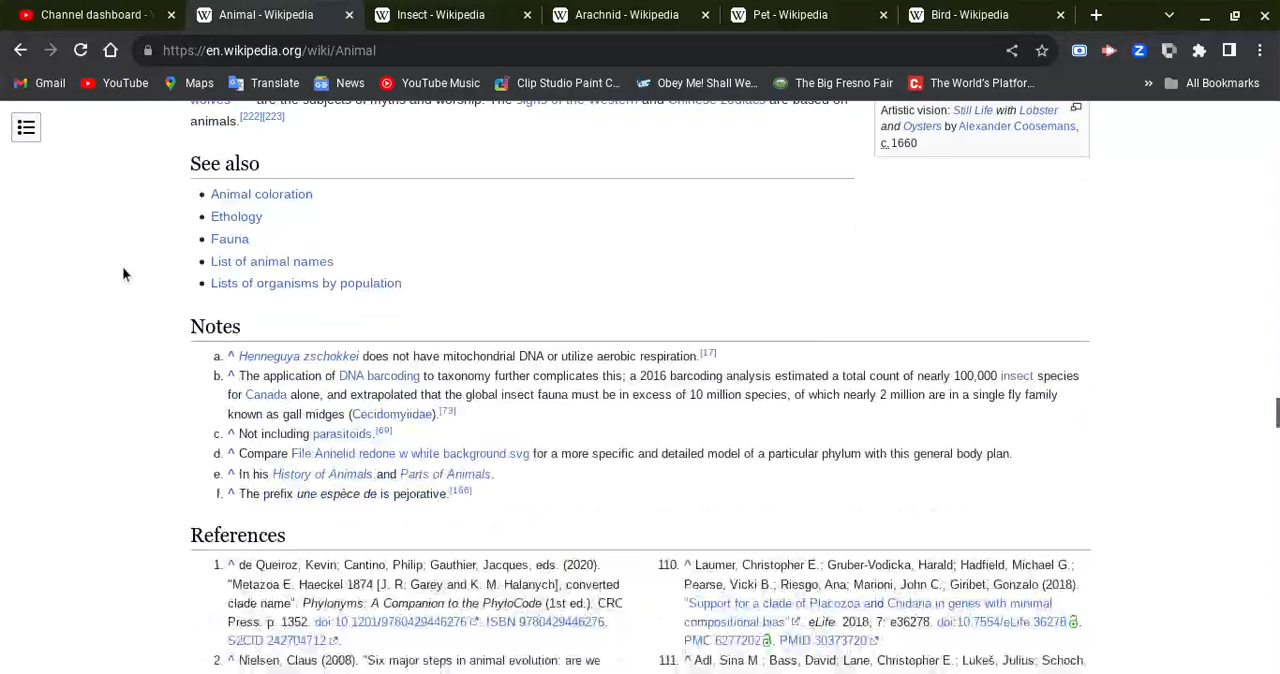 Channel dashboard - Y
Animal - Wikipedia
Insect - Wikipedia
Arachnid - Wikipedia
Pet - Wikipedia
Bird - Wikipedia
https://en.wikipedia.org/wiki/Animal
Gmail YouTube Maps Translate News YouTube Music Clip Studio Paint C... Obey Me! Shall We... The Big Fresno Fair The World's Platfor... » All Bookmarks
wolves are the subjects of myths and worship. The signs of the Western and Chinese zodiacs are based on
animals.[222][223]
Artistic vision: Still Life with Lobster
and Oysters by Alexander Coosemans,
c. 1660
See also
• Animal coloration
• Ethology
• Fauna
• List of animal names
• Lists of organisms by population
Notes
a. ^ Henneguya zschokkei does not have mitochondrial DNA or utilize aerobic respiration.[17]
b. ^ The application of DNA barcoding to taxonomy further complicates this; a 2016 barcoding analysis estimated a total count of nearly 100,000 insect species
for Canada alone, and extrapolated that the global insect fauna must be in excess of 10 million species, of which nearly 2 million are in a single fly family
known as gall midges (Cecidomyiidae).[73]
c. ^ Not including parasitoids.[69]
d. ^ Compare File:Annelid redone w white background.svg for a more specific and detailed model of a particular phylum with this general body plan.
e. ^ In his History of Animals and Parts of Animals.
f. ^ The prefix une espèce de is pejorative.[166]
References
1. ^ de Queiroz, Kevin; Cantino, Philip; Gauthier, Jacques, eds. (2020).
"Metazoa E. Haeckel 1874 [J. R. Garey and K. M. Halanych], converted
clade name". Phylonyms: A Companion to the PhyloCode (1st ed.). CRC
Press. p. 1352. doi:10.1201/9780429446276. ISBN 9780429446276.
S2CID 242704712.
2. ^ Nielsen, Claus (2008). "Six major steps in animal evolution: are we
110. ^ Laumer, Christopher E.; Gruber-Vodicka, Harald; Hadfield, Michael G.;
Pearse, Vicki B.; Riesgo, Ana; Marioni, John C.; Giribet, Gonzalo (2018).
"Support for a clade of Placozoa and Cnidaria in genes with minimal
compositional bias". eLife. 2018, 7: e36278. doi:10.7554/eLife.36278.
PMC 6277202. PMID 30373720
111. ^ Adl, Sina M.; Bass, David; Lane, Christopher E.; Lukeš, Julius; Schoch,